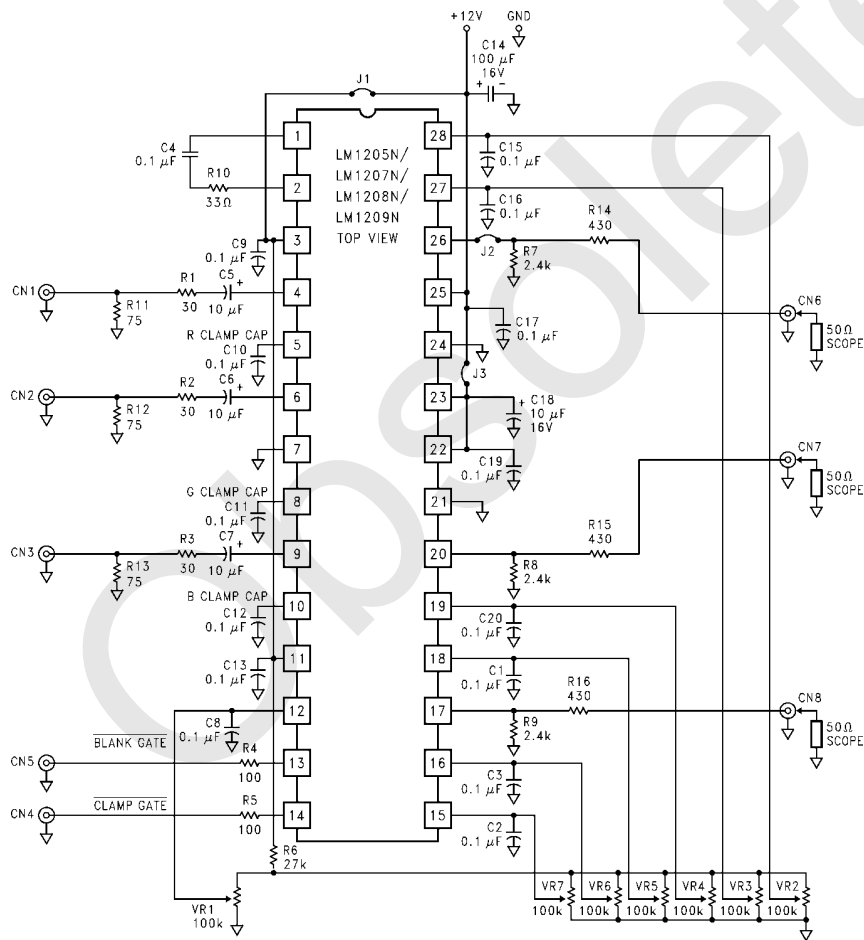 Obsolete
+12V
GND
C14
100 μF
16V
+
−
J1
C4
0.1 μF
R10
33Ω
1
2
3
4
5
6
7
8
9
10
11
12
13
14
LM1205N/
LM1207N/
LM1208N/
LM1209N
TOP VIEW
28
27
26
25
24
23
22
21
20
19
18
17
16
15
C15
0.1 μF
C16
0.1 μF
R14
430
J2
R7
2.4k
C9
0.1 μF
CN1
R11
75
R1
30
C5
+
10 μF
R CLAMP CAP
C10
0.1 μF
CN2
R12
75
R2
30
C6
+
10 μF
C17
0.1 μF
J3
+
C18
10 μF
16V
C19
0.1 μF
CN6
50Ω
SCOPE
CN7
50Ω
SCOPE
G CLAMP CAP
C11
0.1 μF
CN3
R13
75
R3
30
C7
+
10 μF
R15
430
R8
2.4k
B CLAMP CAP
C12
0.1 μF
C20
0.1 μF
C13
0.1 μF
C1
0.1 μF
R16
430
CN8
50Ω
SCOPE
R9
2.4k
C8
0.1 μF
BLANK GATE
CN5
R4
100
C3
0.1 μF
CLAMP GATE
CN4
R5
100
C2
0.1 μF
R6
27k
VR1
100k
VR7
100k
VR6
100k
VR5
100k
VR4
100k
VR3
100k
VR2
100k